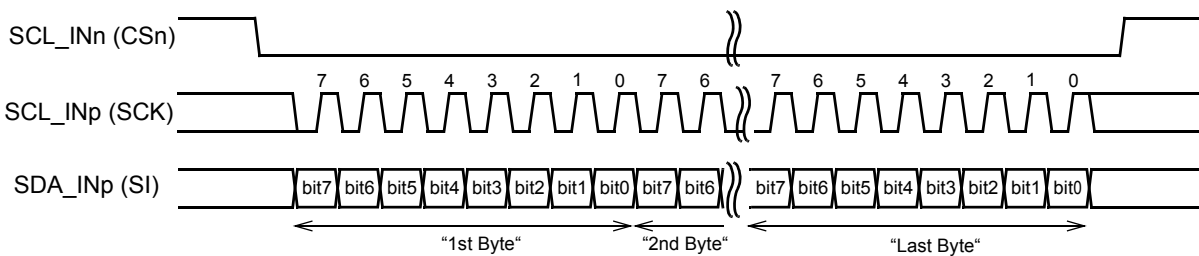 SCL_INn (CSn)
7 6 5 4 3 2 1 0 7 6 7 6 5 4 3 2 1 0
SCL_INp (SCK)
SDA_INp (SI) bit7 bit6 bit5 bit4 bit3 bit2 bit1 bit0 bit7 bit6 bit7 bit6 bit5 bit4 bit3 bit2 bit1 bit0
“1st Byte“ “2nd Byte“ “Last Byte“